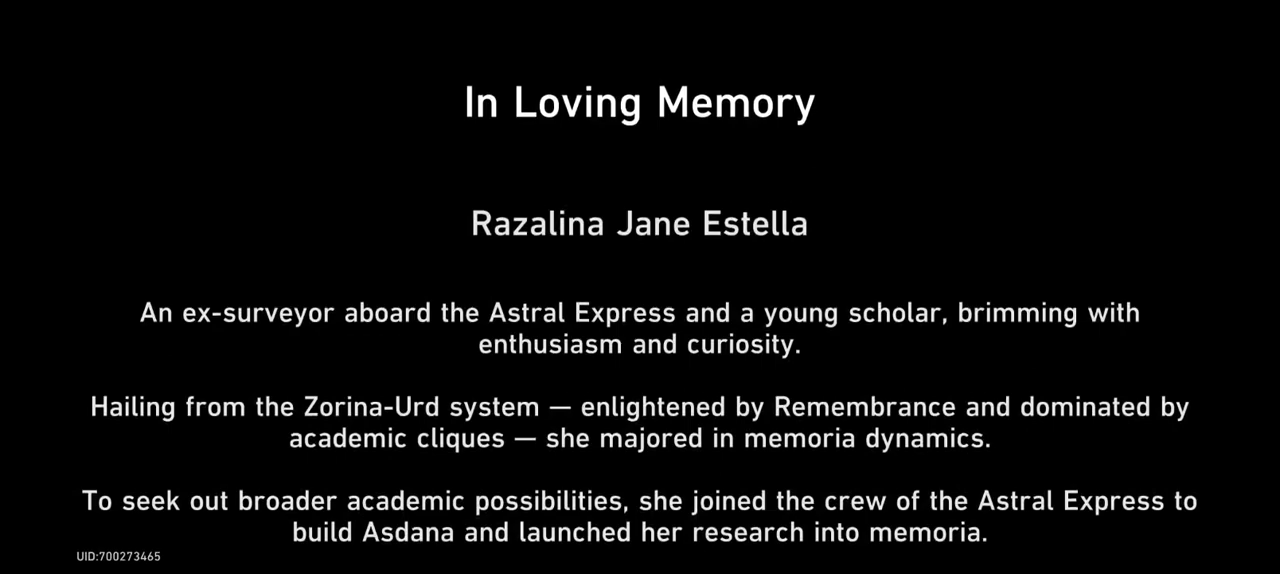 In Loving Memory
Razalina Jane Estella
An ex-surveyor aboard the Astral Express and a young scholar, brimming with
enthusiasm and curiosity.
Hailing from the Zorina-Urd system — enlightened by Remembrance and dominated by
academic cliques — she majored in memoria dynamics.
To seek out broader academic possibilities, she joined the crew of the Astral Express to
build Asdana and launched her research into memoria.
UID:700273465